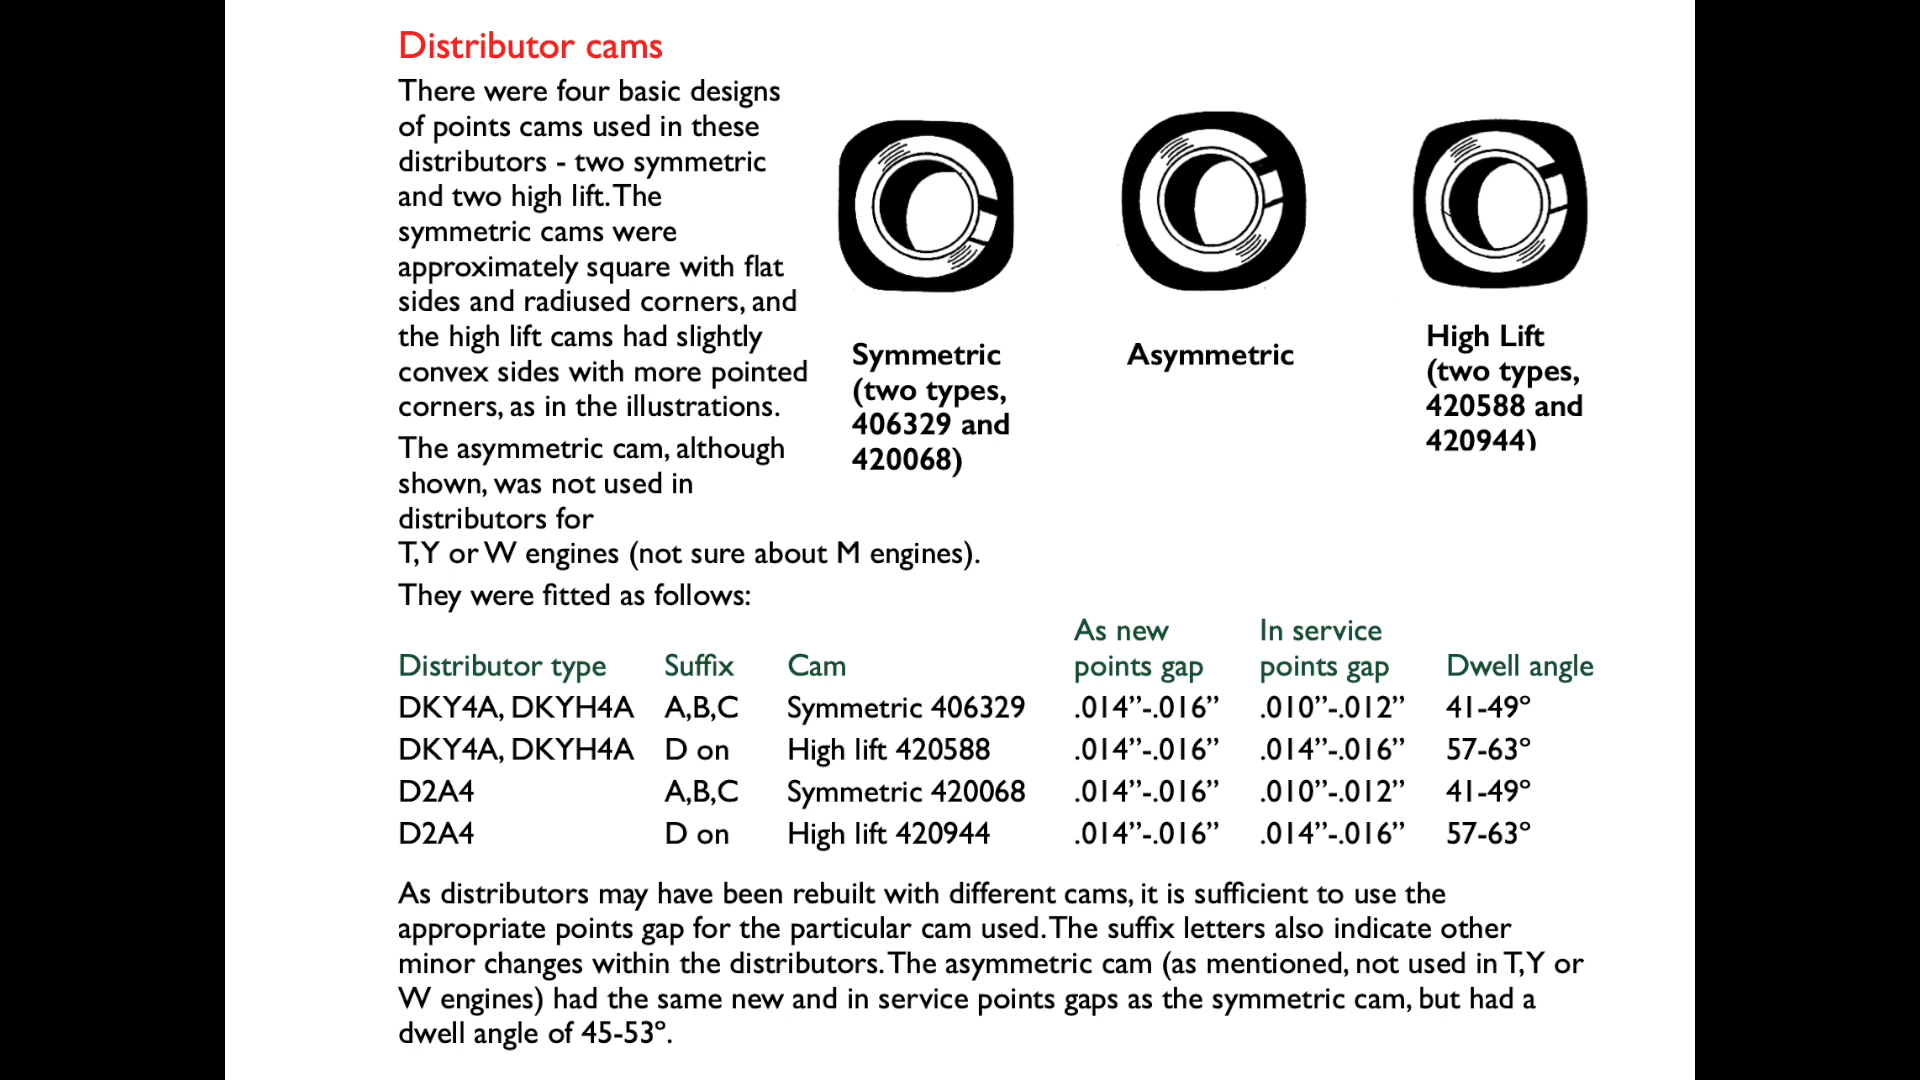 Distributor cams
There were four basic designs
of points cams used in these
distributors - two symmetric
and two high lift. The
symmetric cams were
approximately square with flat
sides and radiused corners, and
the high lift cams had slightly
convex sides with more pointed
corners, as in the illustrations.
The asymmetric cam, although
shown, was not used in
distributors for
T,Y or W engines (not sure about M engines).
Symmetric
(two types,
406329 and
420068)
Asymmetric
High Lift
(two types,
420588 and
420944)
They were fitted as follows:
Distributor type Suffix Cam As new points gap In service points gap Dwell angle
DKY4A, DKYH4A A,B,C Symmetric 406329 .014”-.016” .010”-.012” 41-49º
DKY4A, DKYH4A D on High lift 420588 .014”-.016” .014”-.016” 57-63º
D2A4 A,B,C Symmetric 420068 .014”-.016” .010”-.012” 41-49º
D2A4 D on High lift 420944 .014”-.016” .014”-.016” 57-63º
As distributors may have been rebuilt with different cams, it is sufficient to use the
appropriate points gap for the particular cam used. The suffix letters also indicate other
minor changes within the distributors. The asymmetric cam (as mentioned, not used in T,Y or
W engines) had the same new and in service points gaps as the symmetric cam, but had a
dwell angle of 45-53º.